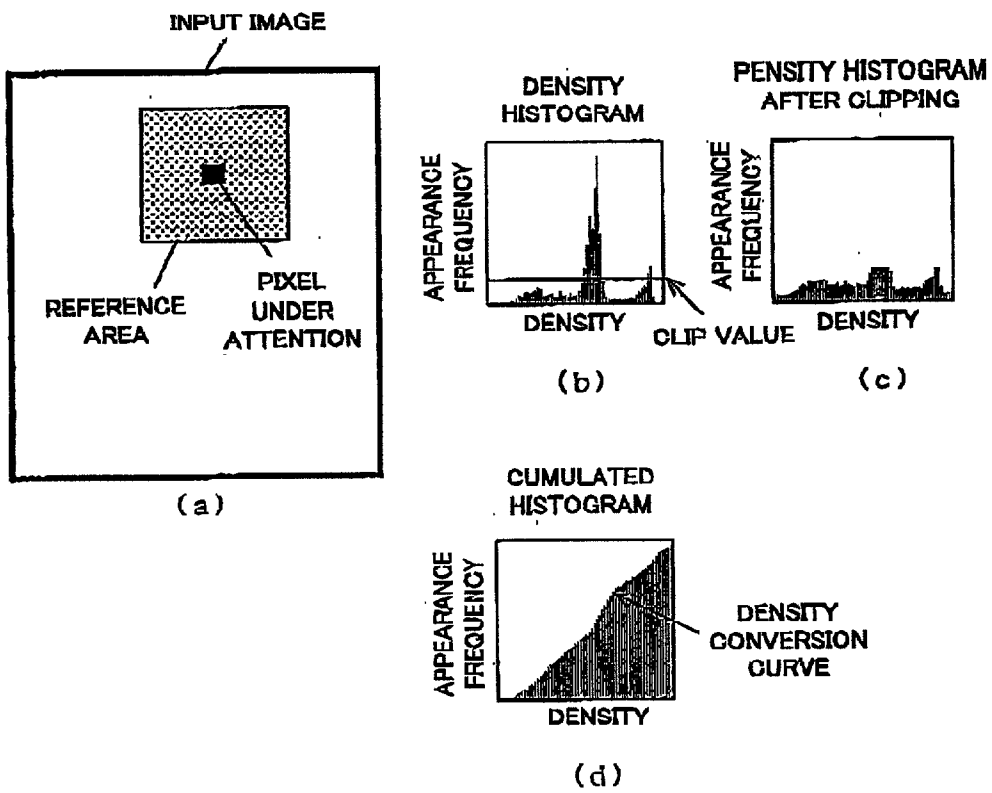 INPUT IMAGE
REFERENCE
AREA
PIXEL
UNDER
ATTENTION
(a)
DENSITY
HISTOGRAM
APPEARANCE
FREQUENCY
DENSITY
CLIP VALUE
(b)
PENSITY HISTOGRAM
AFTER CLIPPING
APPEARANCE
FREQUENCY
DENSITY
(c)
CUMULATED
HISTOGRAM
APPEARANCE
FREQUENCY
DENSITY
DENSITY
CONVERSION
CURVE
(d)